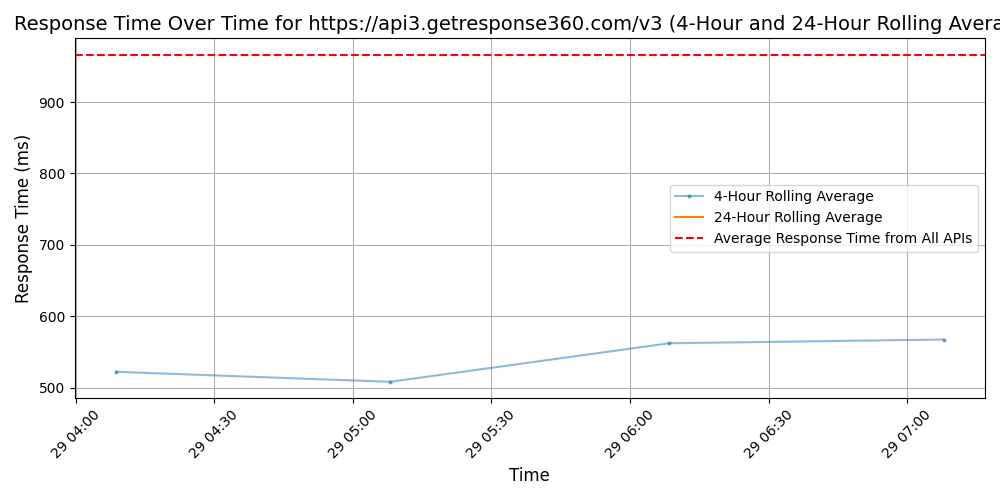 Response Time Over Time for https://api3.getresponse360.com/v3 (4-Hour and 24-Hour Rolling Avera
Response Time (ms)
900
800
700
600
500
4-Hour Rolling Average
24-Hour Rolling Average
Average Response Time from All APIs
29 04:00
29 04:30
29 05:00
29 05:30
29 06:00
29 06:30
29 07:00
Time